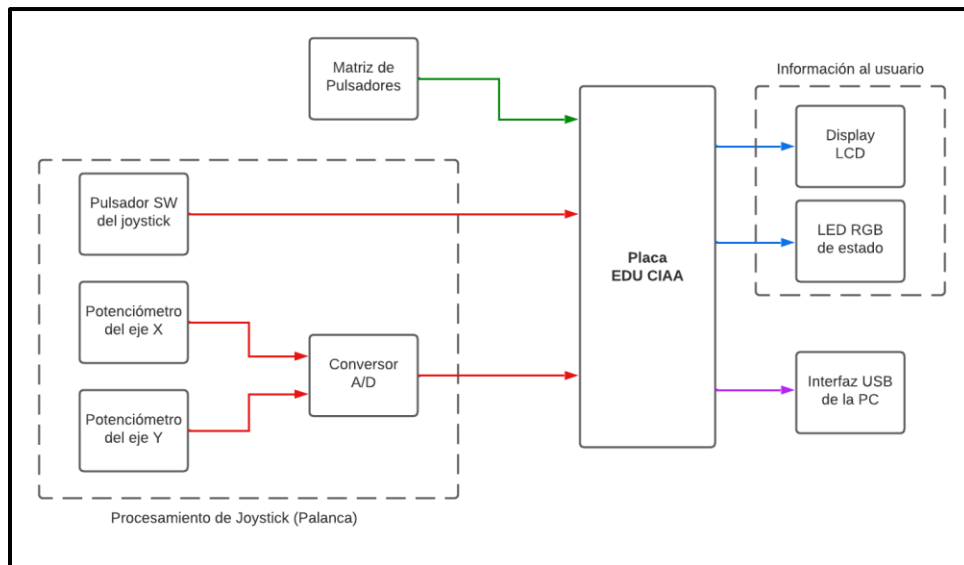 Matriz de
Pulsadores
Información al usuario
Display
LCD
Pulsador SW
del joystick
LED RGB
de estado
Placa
EDU CIAA
Potenciómetro
del eje X
Conversor
A/D
Interfaz USB
de la PC
Potenciómetro
del eje Y
Procesamiento de Joystick (Palanca)